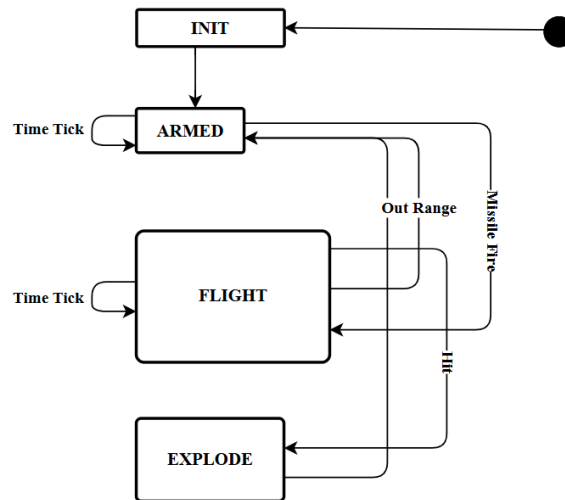 INIT
Time Tick
ARMED
Out Range
Missile Fire
Time Tick
FLIGHT
Hit
EXPLODE